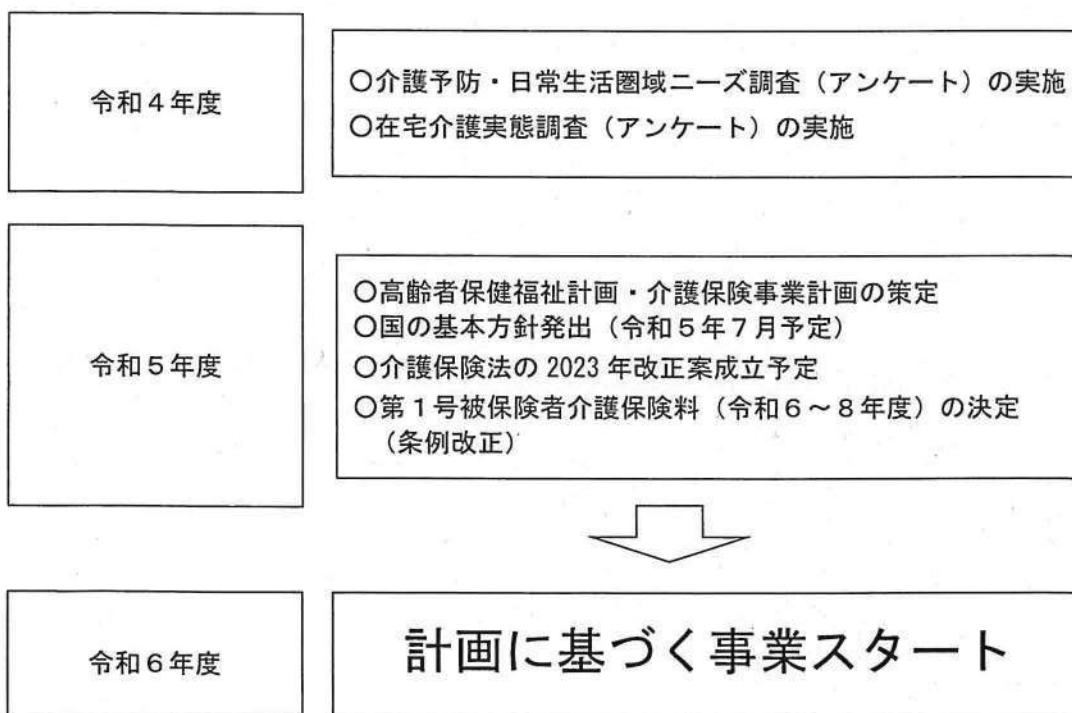 令和４年度
○介護予防・日常生活圏域ニーズ調査（アンケート）の実施
○在宅介護実態調査（アンケート）の実施
令和５年度
○高齢者保健福祉計画・介護保険事業計画の策定
○国の基本方針発出（令和５年７月予定）
○介護保険法の 2023 年改正案成立予定
○第１号被保険者介護保険料（令和６～８年度）の決定
（条例改正）
令和６年度
計画に基づく事業スタート